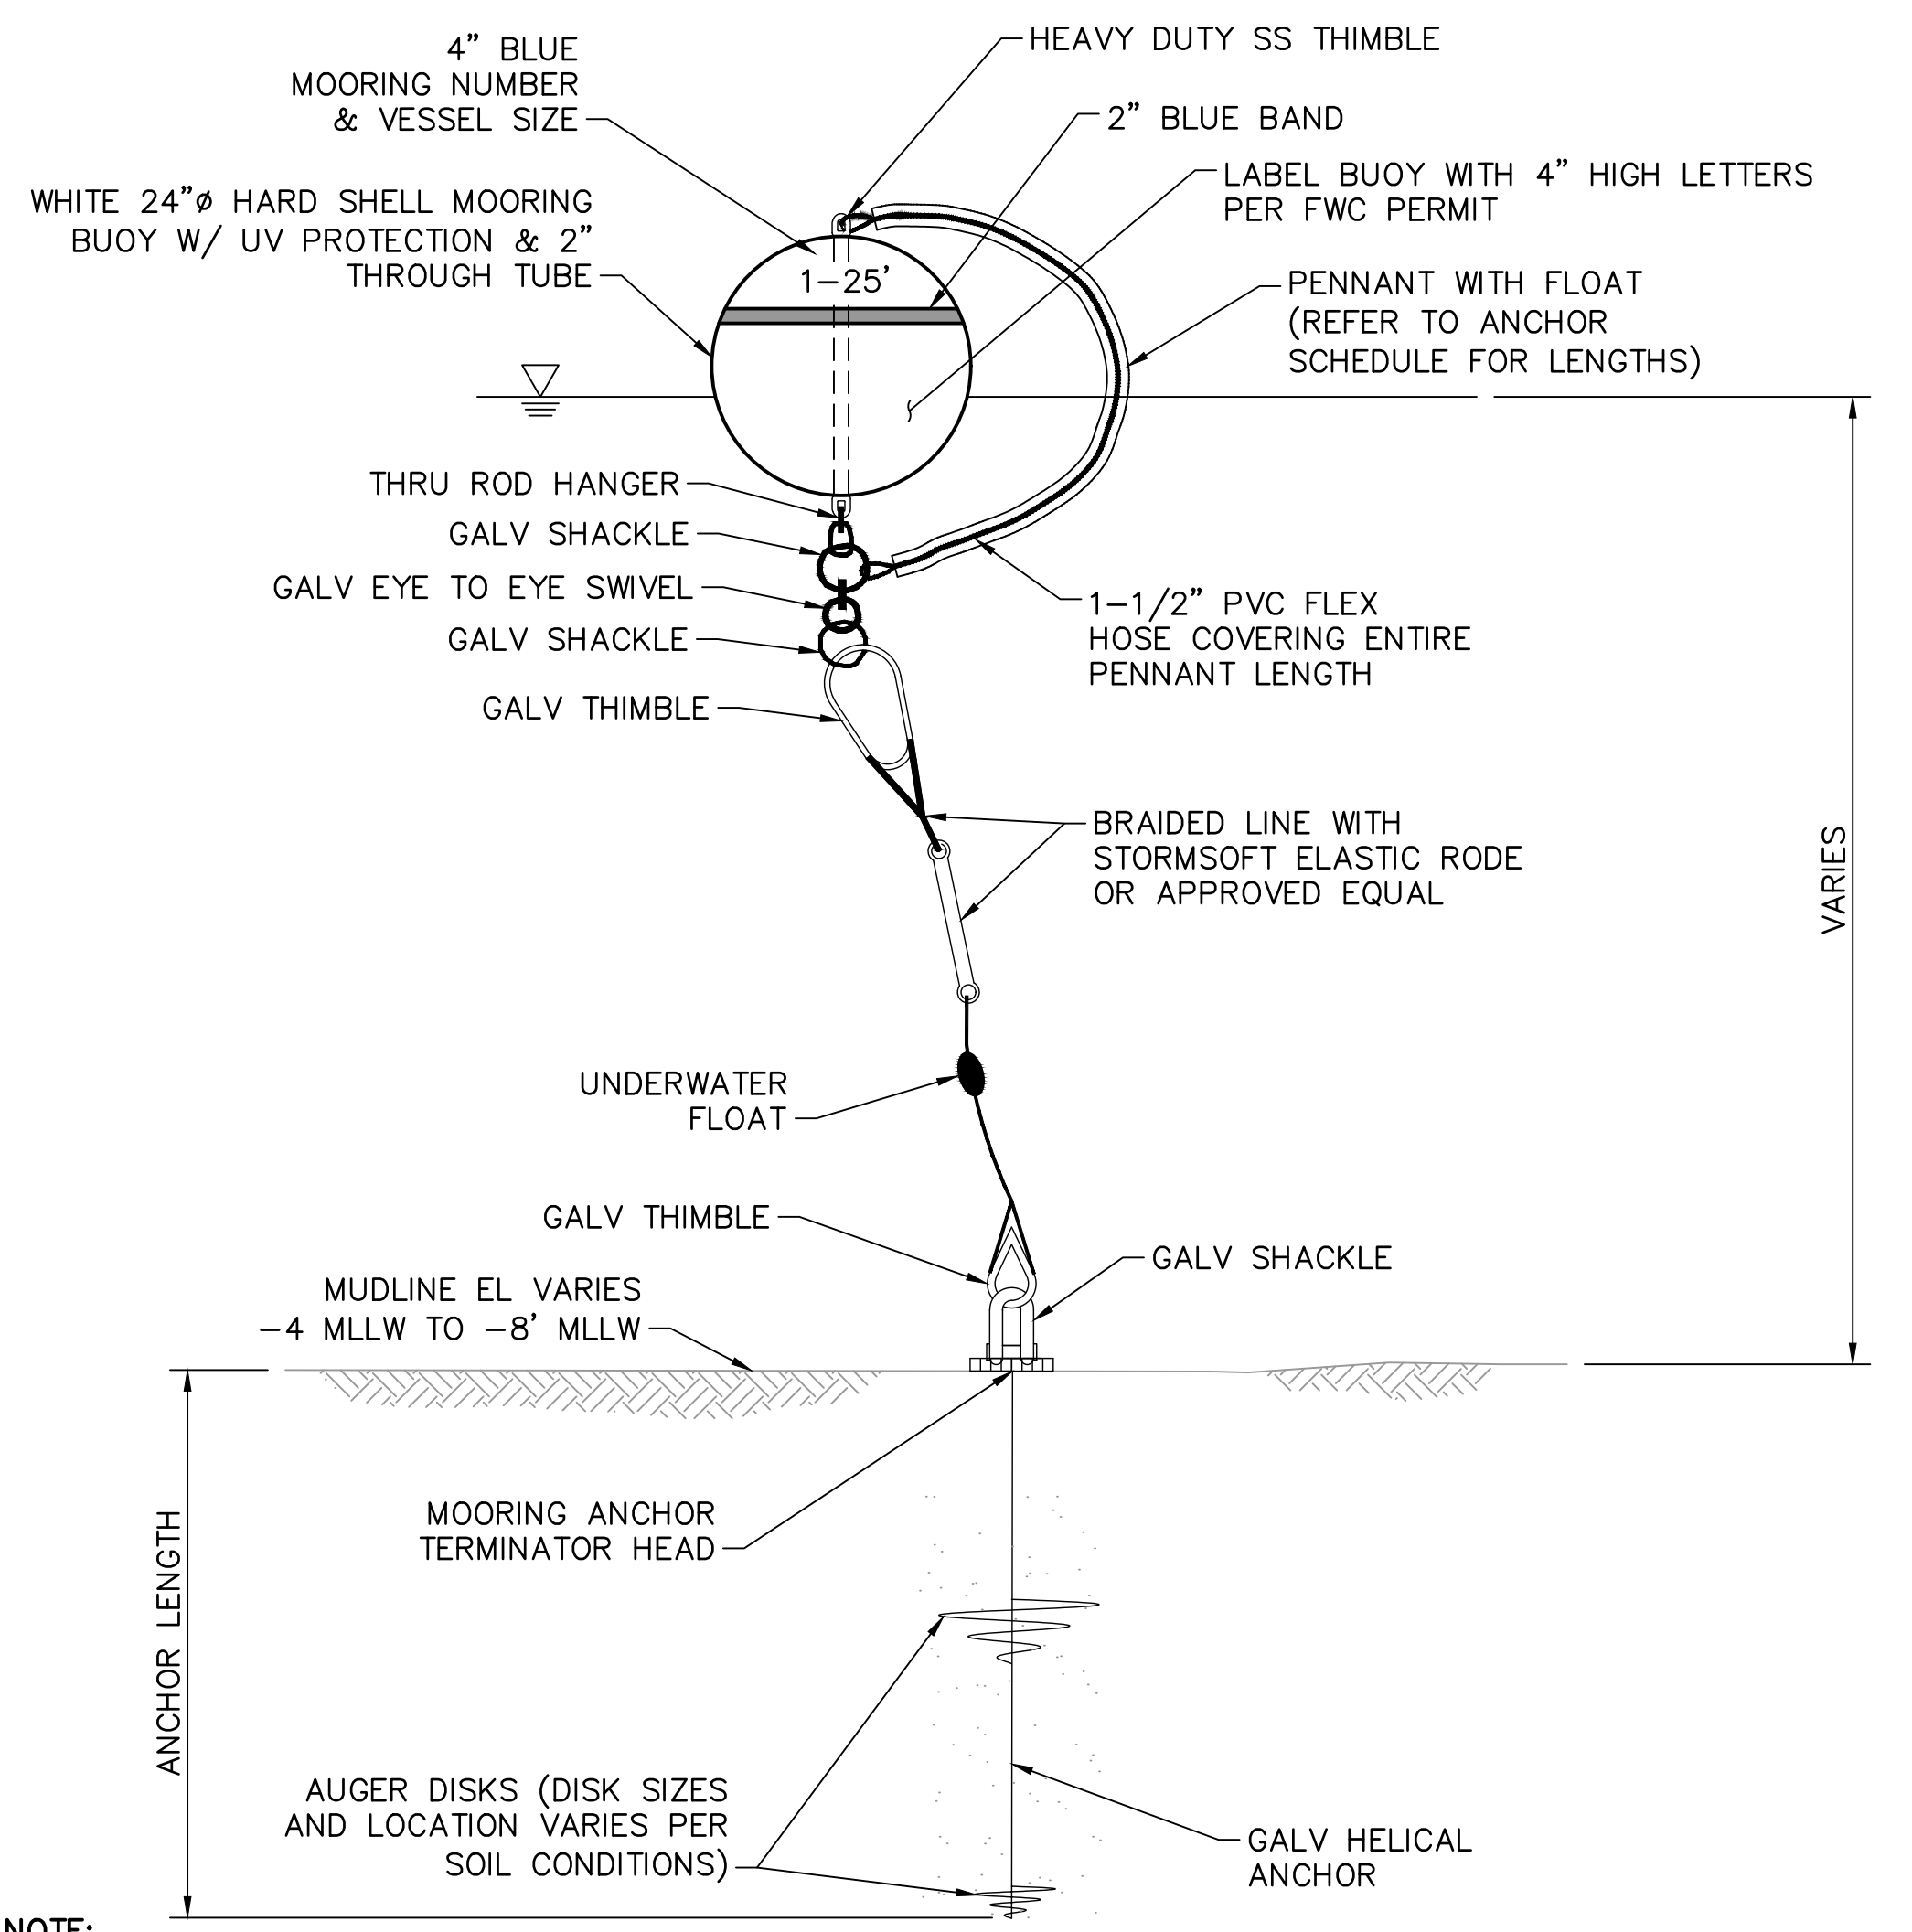 4” BLUE
MOORING NUMBER
& VESSEL SIZE
HEAVY DUTY SS THIMBLE
2” BLUE BAND
LABEL BUOY WITH 4” HIGH LETTERS
PER FWC PERMIT
WHITE 24”ø HARD SHELL MOORING
BUOY W/ UV PROTECTION & 2”
THROUGH TUBE
1–25’
PENNANT WITH FLOAT
(REFER TO ANCHOR
SCHEDULE FOR LENGTHS)
THRU ROD HANGER
GALV SHACKLE
GALV EYE TO EYE SWIVEL
GALV SHACKLE
1–1/2” PVC FLEX
HOSE COVERING ENTIRE
PENNANT LENGTH
GALV THIMBLE
BRAIDED LINE WITH
STORMSOFT ELASTIC RODE
OR APPROVED EQUAL
VARIES
UNDERWATER
FLOAT
GALV THIMBLE
GALV SHACKLE
MUDLINE EL VARIES
–4 MLLW TO –8’ MLLW
MOORING ANCHOR
TERMINATOR HEAD
ANCHOR LENGTH
AUGER DISKS (DISK SIZES
AND LOCATION VARIES PER
SOIL CONDITIONS)
GALV HELICAL
ANCHOR
NOTE: